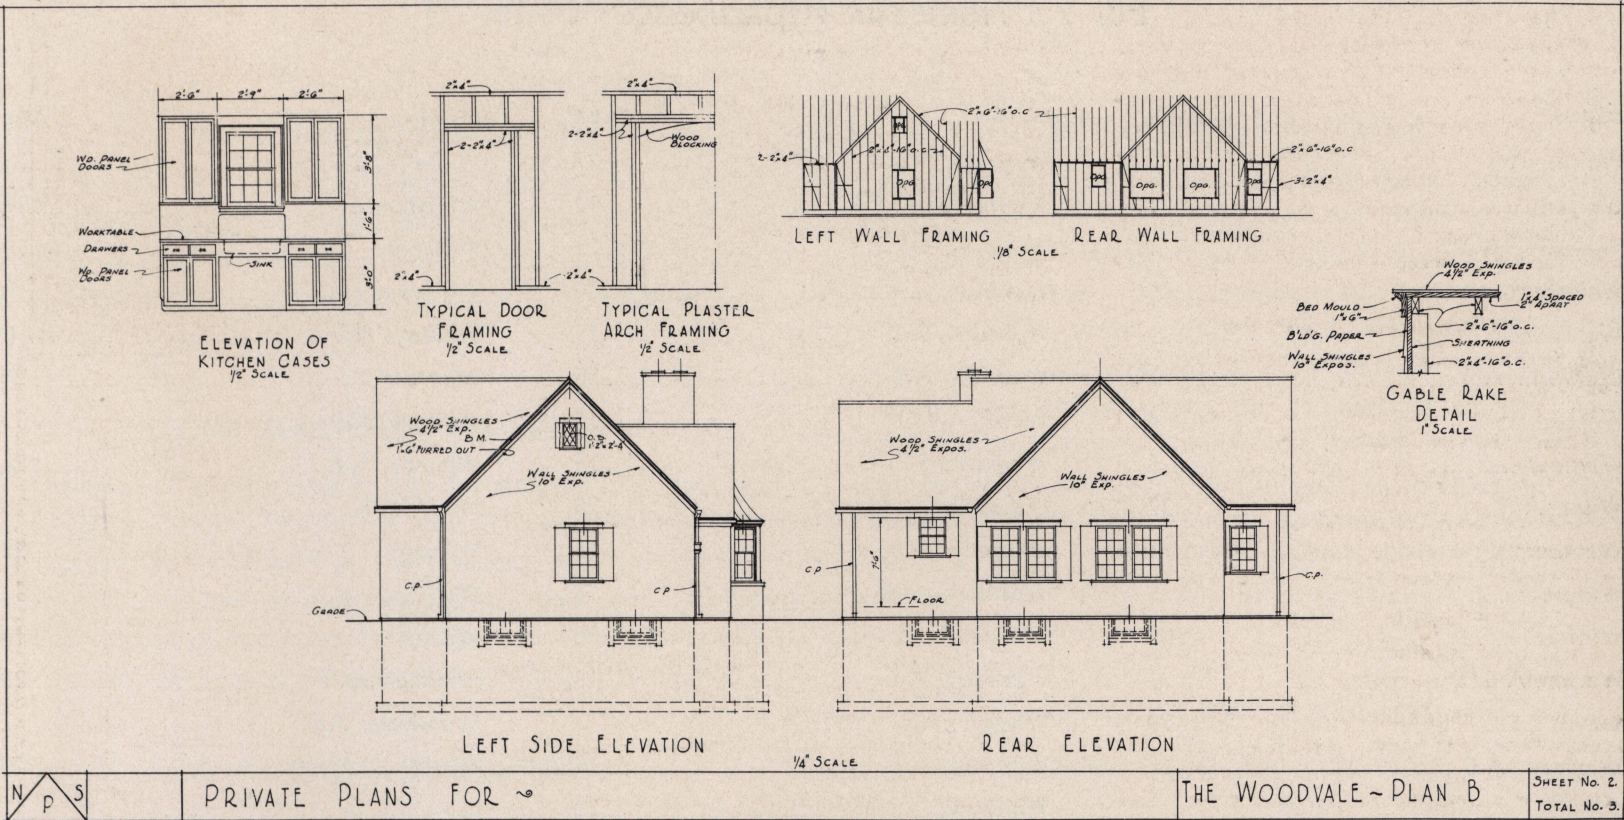 2'-6" 2'-9" 2'-6"
WD. PANEL
DOORS
3'-8"
1'-6"
WORKTABLE
DRAWERS
SINK
WD. PANEL
DOORS
3'-0"
ELEVATION OF
KITCHEN CASES
1/2" SCALE
2"x4"
2-2"x4"
2"x4"
TYPICAL DOOR
FRAMING
1/2" SCALE
2"x4"
2-2"x4"
WOOD
BLOCKING
2"x4"
TYPICAL PLASTER
ARCH FRAMING
1/2" SCALE
2"x6"-16" O.C
OPG
2-2"x4"
2"x4"-16" O.C.
OPG.
OPG
LEFT WALL FRAMING
1/8" SCALE
2"x6"-16" O.C
OPG OPG. OPG. OPG
3-2"x4"
REAR WALL FRAMING
WOOD SHINGLES
4 1/2" EXP.
BED MOULD
1"x6"
1"x4" SPACED
2" APART
2"x6"-16" O.C.
B'LD'G. PAPER
SHEATHING
WALL SHINGLES
10" EXPOS.
2"x4"-16" O.C.
GABLE RAKE
DETAIL
1" SCALE
WOOD SHINGLES
4 1/2" EXP.
B.M.
1"x6" FURRED OUT
1'-2"x2'-4"
WALL SHINGLES
10" EXP.
C.P.
C P
GRADE
LEFT SIDE ELEVATION
WOOD SHINGLES
4 1/2" EXPOS.
WALL SHINGLES
10" EXP.
7'-6"
C.P
FLOOR
C.P.
REAR ELEVATION
1/4" SCALE
N P S
PRIVATE PLANS FOR ~
THE WOODVALE ~ PLAN B
SHEET No. 2.
TOTAL No. 3.